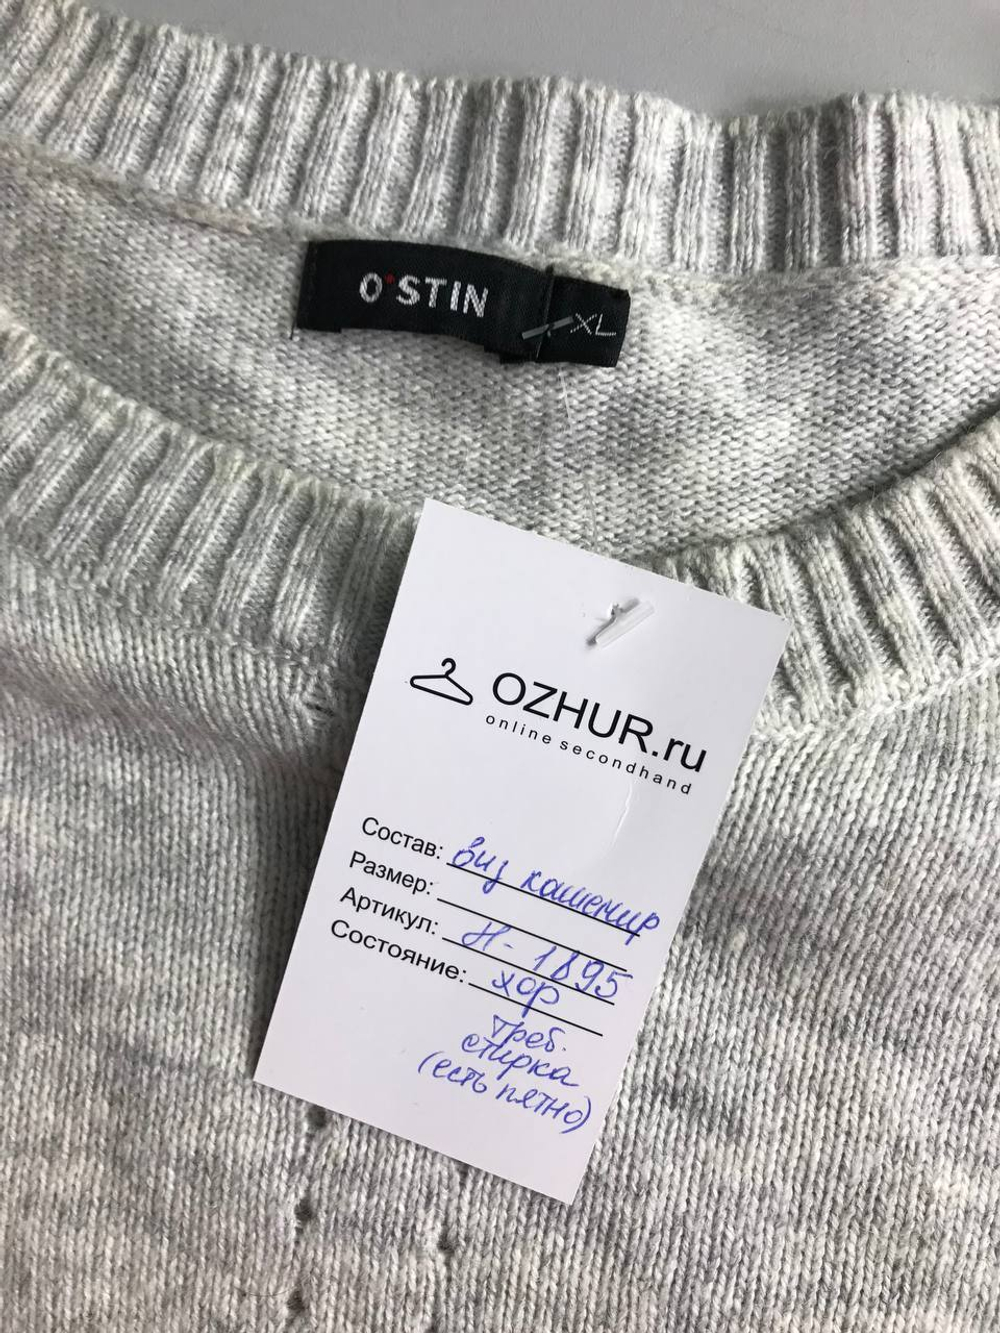 O'STIN
XL
OZHUR.ru
online secondhand
Состав: виз кашемир
Размер:
Артикул: Н-1895
Состояние: хор
треб.
стирка
(есть пятно)